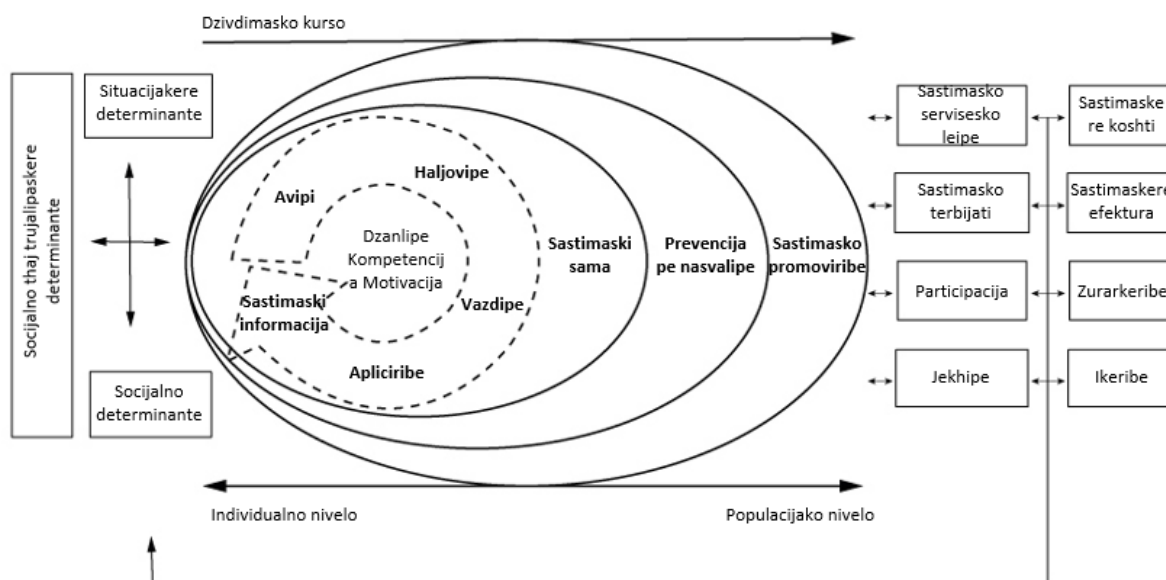 Dzivdimasko kurso
Socijalno thaj trujalipaskere
determinante
Situacijakere
determinante
Socijalno
determinante
Avipi
Haljovipe
Dzanlipe
Kompetencij
a Motivacija
Sastimaski
informacija
Vazdipe
Apliciribe
Sastimaski
sama
Prevencija
pe nasvalipe
Sastimasko
promoviribe
Sastimasko
servisesko
leipe
Sastimaske
re koshti
Sastimasko
terbijati
Sastimaskere
efektura
Participacija
Zurarkeribe
Jekhipe
Ikeribe
Individualno nivelo
Populacijako nivelo